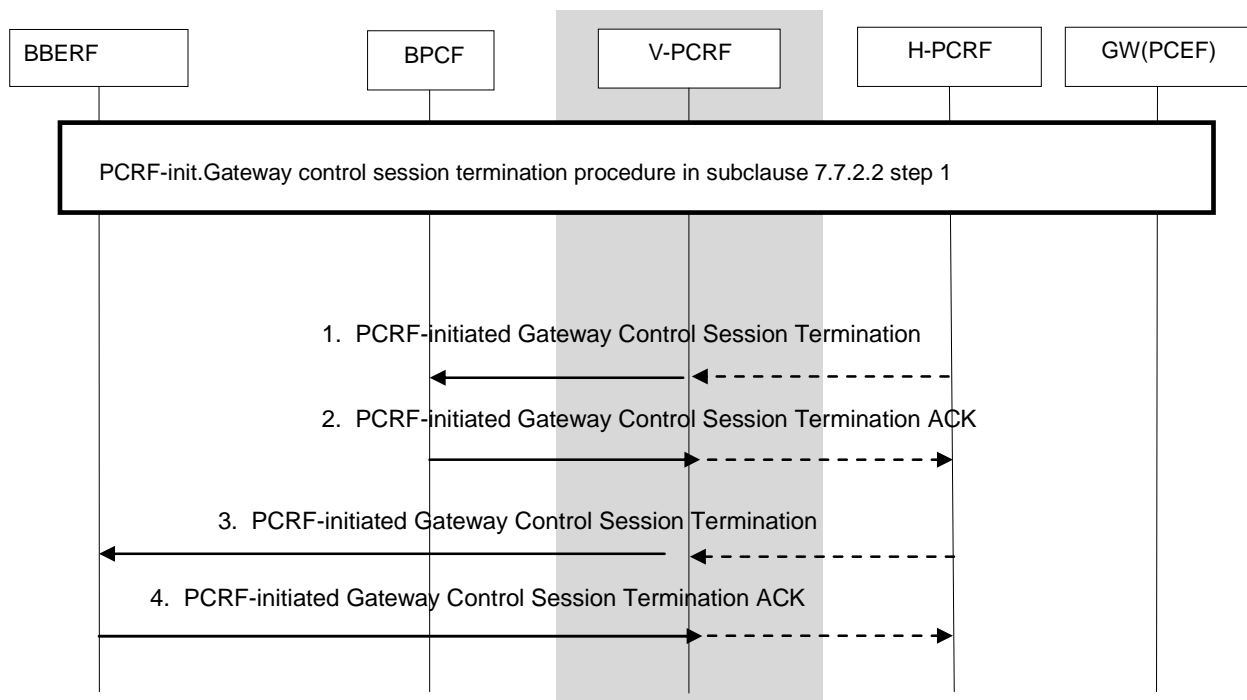 BBERF
BPCF
V-PCRF
H-PCRF
GW(PCEF)
PCRF-init.Gateway control session termination procedure in subclause 7.7.2.2 step 1
1. PCRF-initiated Gateway Control Session Termination
2. PCRF-initiated Gateway Control Session Termination ACK
3. PCRF-initiated Gateway Control Session Termination
4. PCRF-initiated Gateway Control Session Termination ACK